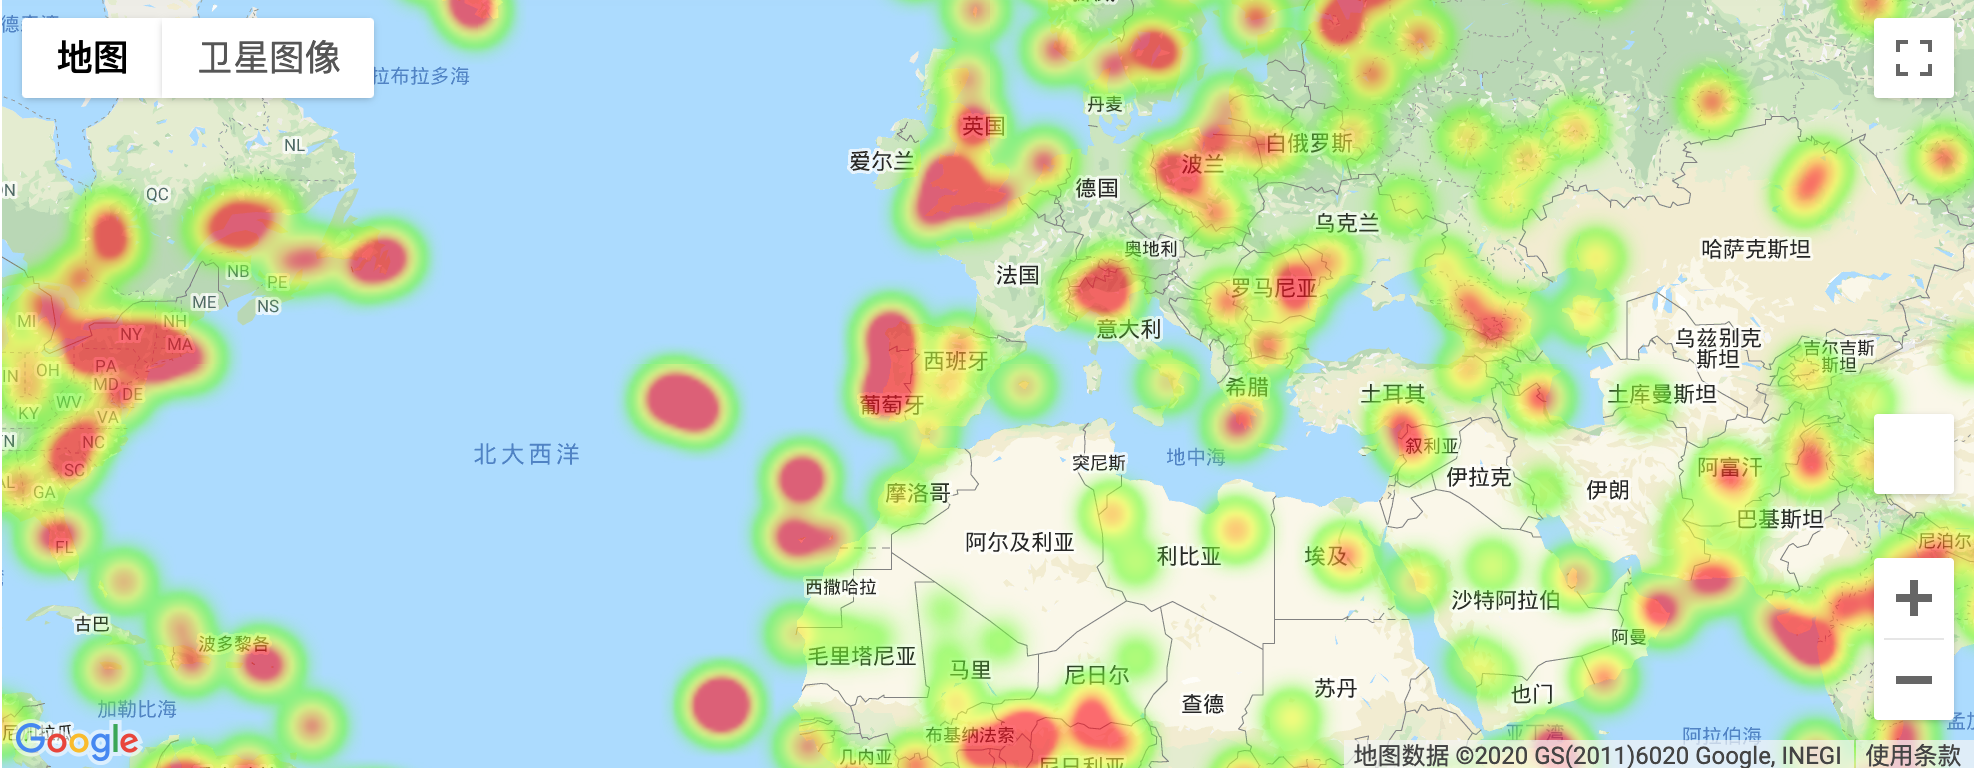 地图 卫星图像
拉布拉多海
丹麦
英国
白俄罗斯
NL
爱尔兰
波兰
QC
德国
乌克兰
奥地利
哈萨克斯坦
法国
NB
PE
罗马尼亚
ME
NS
MI
NH
意大利
NY
MA
乌兹别克
斯坦
吉尔吉斯
斯坦
西班牙
PA
OH
IN
MD
DE
希腊
土耳其
土库曼斯坦
KY
WV
葡萄牙
VA
NC
叙利亚
北大西洋
地中海
突尼斯
SC
阿富汗
伊拉克
AL
GA
摩洛哥
伊朗
巴基斯坦
FL
阿尔及利亚
利比亚
埃及
尼泊尔
西撒哈拉
沙特阿拉伯
古巴
阿曼
波多黎各
毛里塔尼亚
马里
尼日尔
苏丹
也门
查德
加勒比海
布基纳法索
亚丁湾
阿拉伯海
几内亚
尼日利亚
Google
地图数据 ©2020 GS(2011)6020 Google, INEGI 使用条款